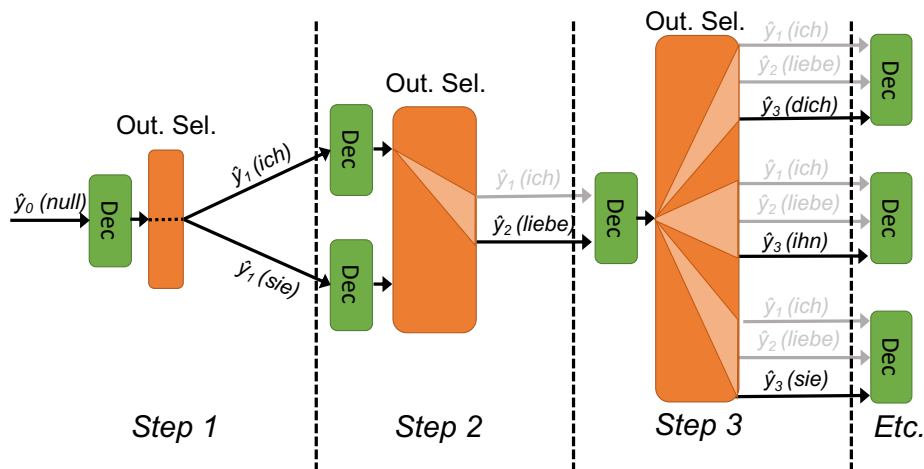 Out. Sel.
ŷ0 (null)
Dec
ŷ1 (ich)
ŷ1 (sie)
Step 1
Out. Sel.
Dec
Dec
ŷ1 (ich)
ŷ2 (liebe)
Step 2
Out. Sel.
Dec
ŷ1 (ich)
ŷ2 (liebe)
ŷ3 (dich)
ŷ1 (ich)
ŷ2 (liebe)
ŷ3 (ihn)
ŷ1 (ich)
ŷ2 (liebe)
ŷ3 (sie)
Step 3
Dec
Dec
Dec
Etc.